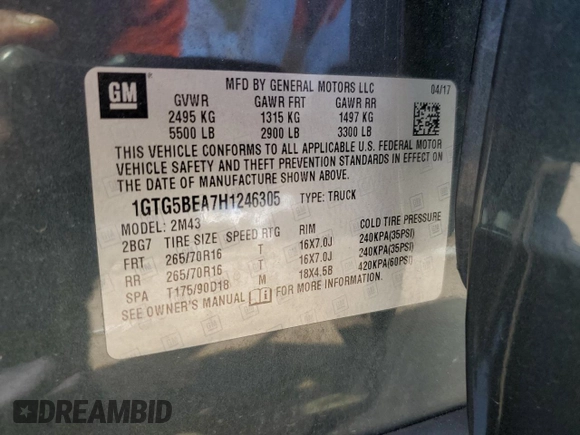 GM
MFD BY GENERAL MOTORS LLC
04/17
GVWR GAWR FRT GAWR RR
2495 KG 1315 KG 1497 KG
5500 LB 2900 LB 3300 LB
THIS VEHICLE CONFORMS TO ALL APPLICABLE U.S. FEDERAL MOTOR
VEHICLE SAFETY AND THEFT PREVENTION STANDARDS IN EFFECT ON
THE DATE OF MANUFACTURE SHOWN ABOVE.
1GTG5BEA7H1246305 TYPE: TRUCK
MODEL: 2M43
2BG7 TIRE SIZE SPEED RTG RIM COLD TIRE PRESSURE
FRT 265/70R16 T 16X7.0J 240KPA(35PSI)
RR 265/70R16 T 16X7.0J 240KPA(35PSI)
SPA T175/90D18 M 18X4.5B 420KPA(60PSI)
SEE OWNER'S MANUAL FOR MORE INFORMATION
DREAMBID